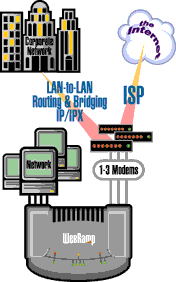 the Internet
Corporate
Network
LAN-to-LAN
Routing & Bridging
IP/IPX
ISP
1-3 Modems
Network
WebRamp